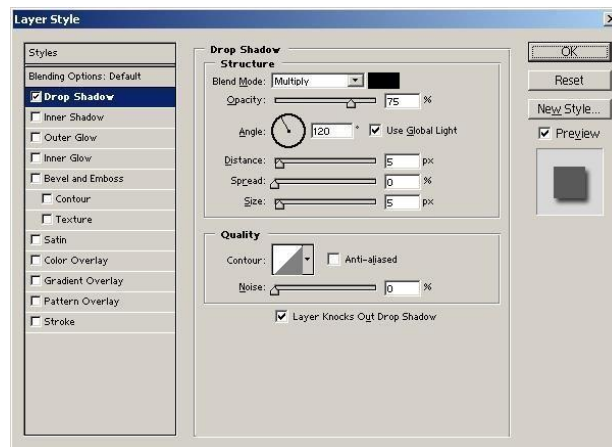 Layer Style
Styles
Blending Options: Default
Drop Shadow
Inner Shadow
Outer Glow
Inner Glow
Bevel and Emboss
Contour
Texture
Satin
Color Overlay
Gradient Overlay
Pattern Overlay
Stroke
Drop Shadow
Structure
Blend Mode: Multiply
Opacity: 75 %
Angle: 120 ° Use Global Light
Distance: 5 px
Spread: 0 %
Size: 5 px
Quality
Contour: Anti-aliased
Noise: 0 %
Layer Knocks Out Drop Shadow
OK
Reset
New Style...
Preview